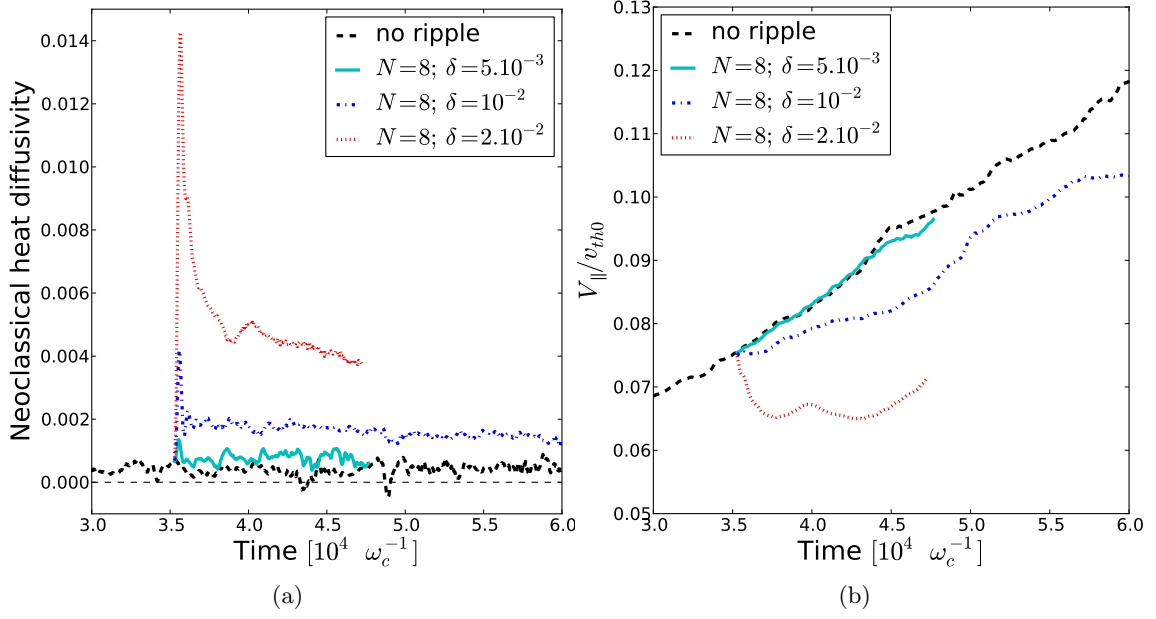 Neoclassical heat diffusivity
0.014
0.012
0.010
0.008
0.006
0.004
0.002
0.000
no ripple
N=8; δ=5.10⁻³
N=8; δ=10⁻²
N=8; δ=2.10⁻²
3.0 3.5 4.0 4.5 5.0 5.5 6.0
Time [10⁴ ω_c⁻¹]
(a)
V_∥/v_{th0}
0.13
0.12
0.11
0.10
0.09
0.08
0.07
0.06
0.05
no ripple
N=8; δ=5.10⁻³
N=8; δ=10⁻²
N=8; δ=2.10⁻²
3.0 3.5 4.0 4.5 5.0 5.5 6.0
Time [10⁴ ω_c⁻¹]
(b)